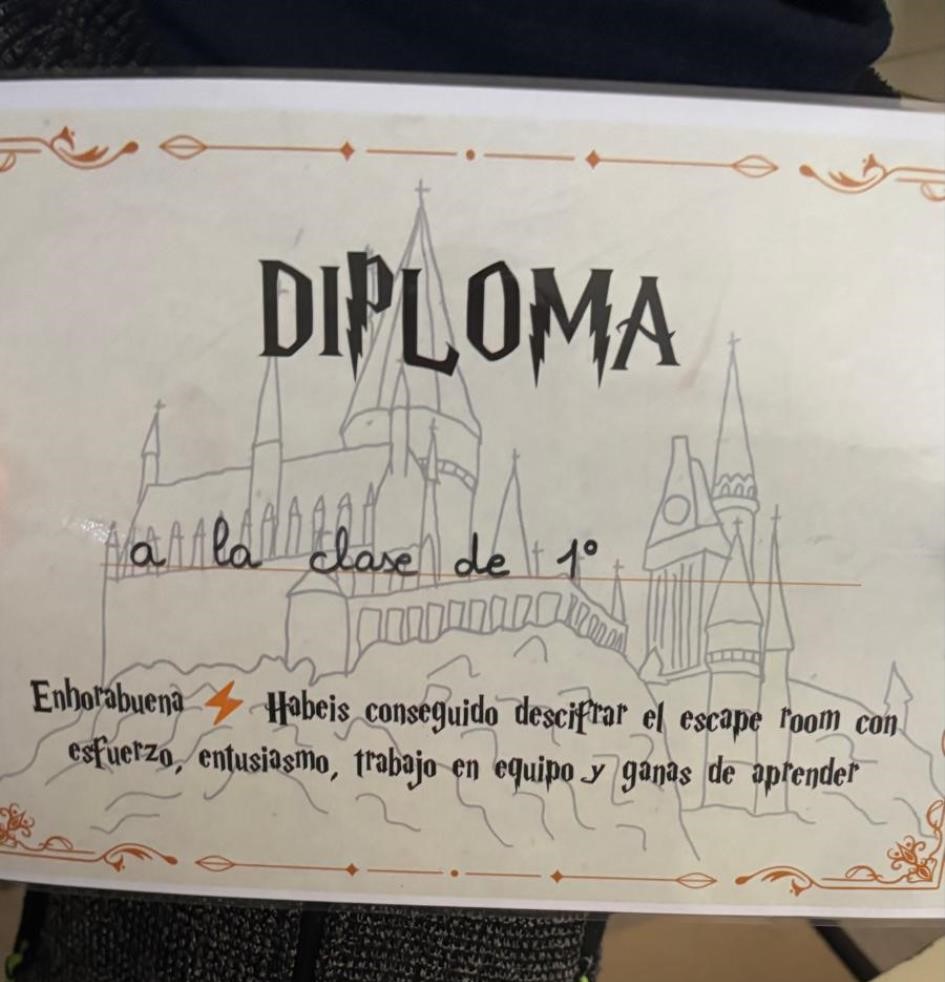 DIPLOMA
a la clase de 1º
Enhorabuena ⚡ Habeis conseguido descifrar el escape room con
esfuerzo, entusiasmo, trabajo en equipo y ganas de aprender